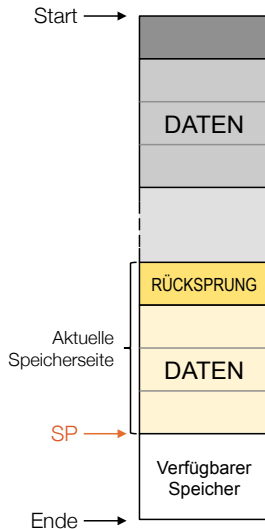 Start
DATEN
RÜCKSPRUNG
Aktuelle
Speicherseite
DATEN
SP
Verfügbarer
Speicher
Ende